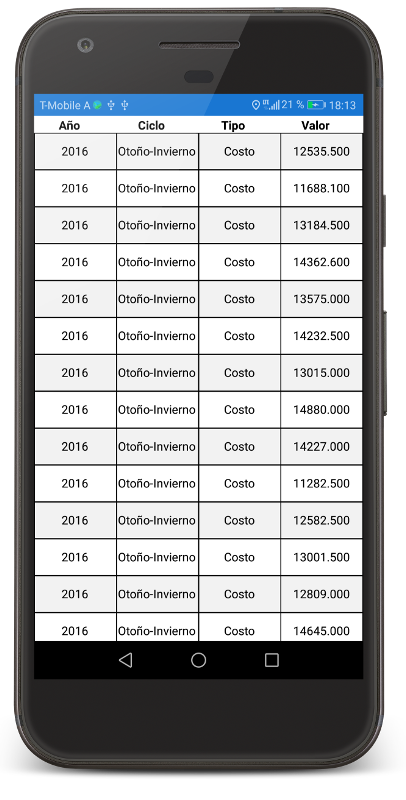 T-Mobile A 21 % 18:13
Año Ciclo Tipo Valor
2016 Otoño-Invierno Costo 12535.500
2016 Otoño-Invierno Costo 11688.100
2016 Otoño-Invierno Costo 13184.500
2016 Otoño-Invierno Costo 14362.600
2016 Otoño-Invierno Costo 13575.000
2016 Otoño-Invierno Costo 14232.500
2016 Otoño-Invierno Costo 13015.000
2016 Otoño-Invierno Costo 14880.000
2016 Otoño-Invierno Costo 14227.000
2016 Otoño-Invierno Costo 11282.500
2016 Otoño-Invierno Costo 12582.500
2016 Otoño-Invierno Costo 13001.500
2016 Otoño-Invierno Costo 12809.000
2016 Otoño-Invierno Costo 14645.000